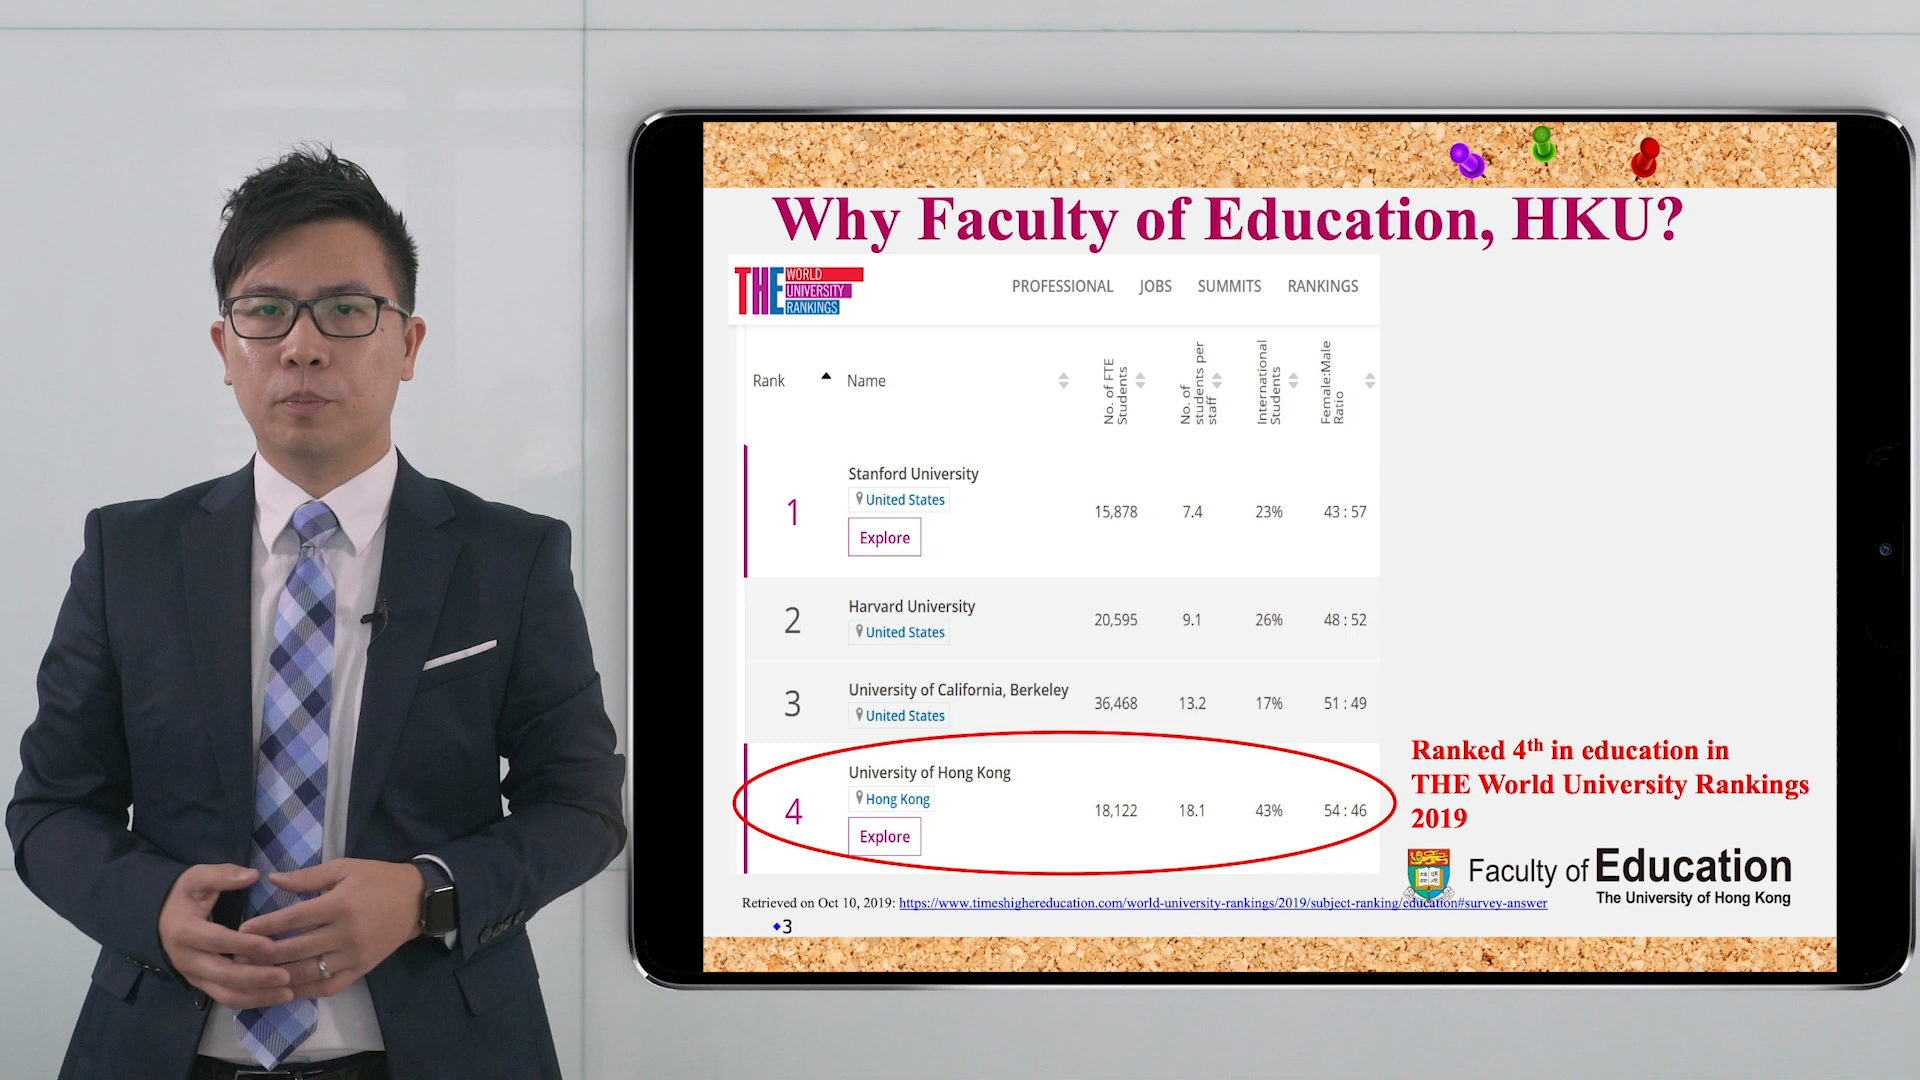 Why Faculty of Education, HKU?
THE WORLD UNIVERSITY RANKINGS
PROFESSIONAL JOBS SUMMITS RANKINGS
Rank Name No. of FTE Students No. of students per staff International Students Female:Male Ratio
Stanford University
United States
1 15,878 7.4 23% 43 : 57
Explore
Harvard University
2 20,595 9.1 26% 48 : 52
United States
University of California, Berkeley
3 36,468 13.2 17% 51 : 49
United States
University of Hong Kong
Hong Kong
4 18,122 18.1 43% 54 : 46
Explore
Ranked 4th in education in
THE World University Rankings
2019
Faculty of Education
The University of Hong Kong
Retrieved on Oct 10, 2019: https://www.timeshighereducation.com/world-university-rankings/2019/subject-ranking/education#survey-answer
3